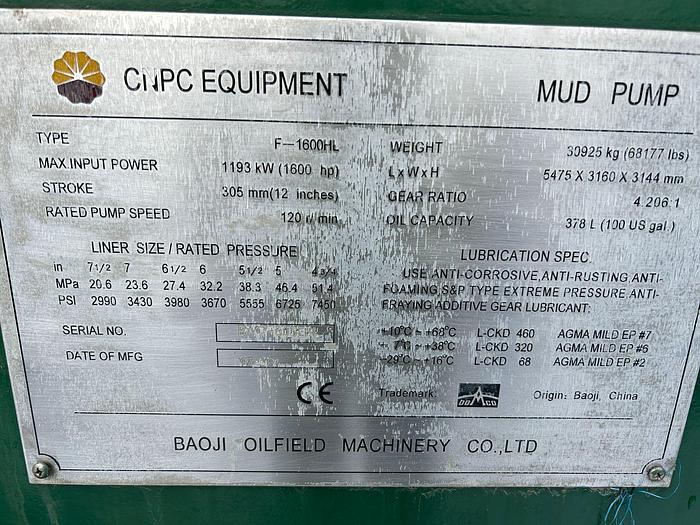 CNPC EQUIPMENT MUD PUMP
TYPE F-1600HL
MAX.INPUT POWER 1193 kW (1600 hp)
STROKE 305 mm(12 inches)
RATED PUMP SPEED 120 r/min
LINER SIZE / RATED PRESSURE
in 7 1/2 7 6 1/2 6 5 1/2 5 4 3/4
MPa 20.6 23.6 27.4 32.2 38.3 46.4 51.4
PSI 2990 3430 3980 3670 5555 6725 7450
SERIAL NO.
DATE OF MFG
CE
WEIGHT 30925 kg (68177 lbs)
LxWxH 5475 X 3160 X 3144 mm
GEAR RATIO 4.206:1
OIL CAPACITY 378 L (100 US gal.)
LUBRICATION SPEC.
USE ANTI-CORROSIVE,ANTI-RUSTING,ANTI-
FOAMING,S&P TYPE EXTREME PRESSURE,ANTI-
FRAYING ADDITIVE GEAR LUBRICANT:
-10°C ~ +68°C L-CKD 460 AGMA MILD EP #7
- 7°C ~ +38°C L-CKD 320 AGMA MILD EP #6
-29°C ~ +16°C L-CKD 68 AGMA MILD EP #2
Trademark: BOMCO Origin: Baoji, China
BAOJI OILFIELD MACHINERY CO.,LTD